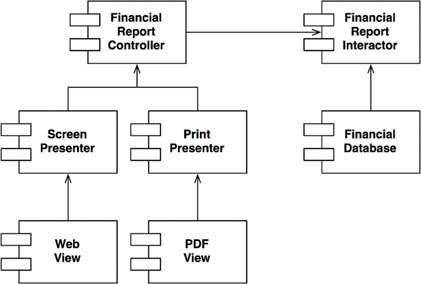 Financial
Report
Controller
Financial
Report
Interactor
Screen
Presenter
Print
Presenter
Financial
Database
Web
View
PDF
View